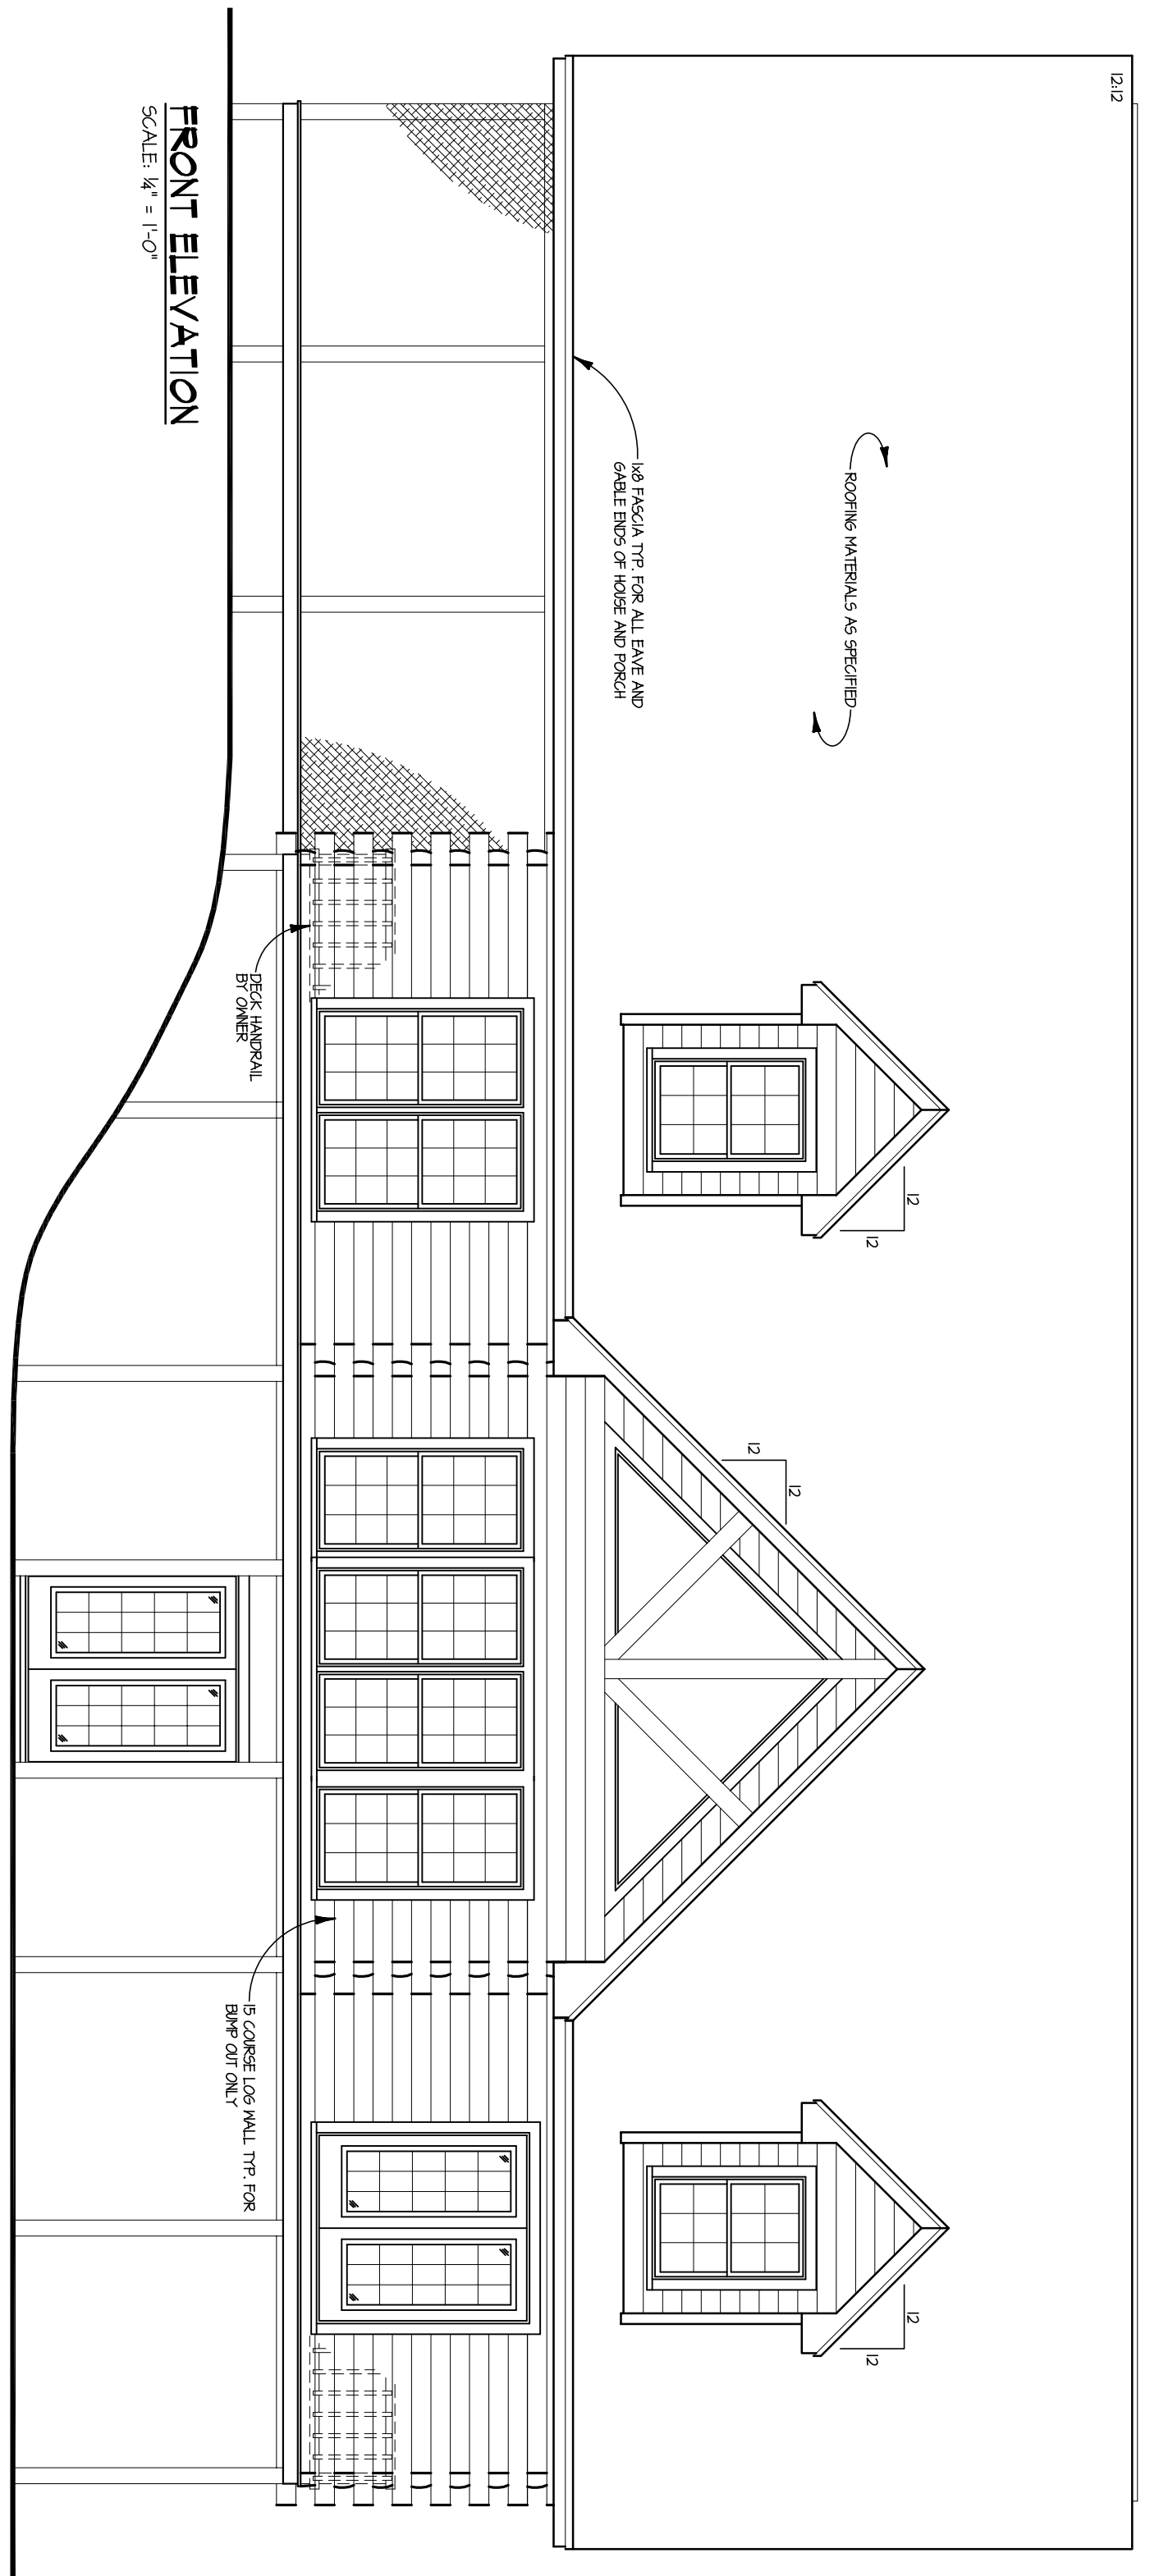 12:12
ROOFING MATERIALS AS SPECIFIED
1x8 FASCIA TYP. FOR ALL EAVE AND
GABLE ENDS OF HOUSE AND PORCH
12
12
12
12
12
12
DECK HANDRAIL
BY OWNER
15 COURSE LOG WALL TYP. FOR
BUMP OUT ONLY
FRONT ELEVATION
SCALE: ¼" = 1'-0"